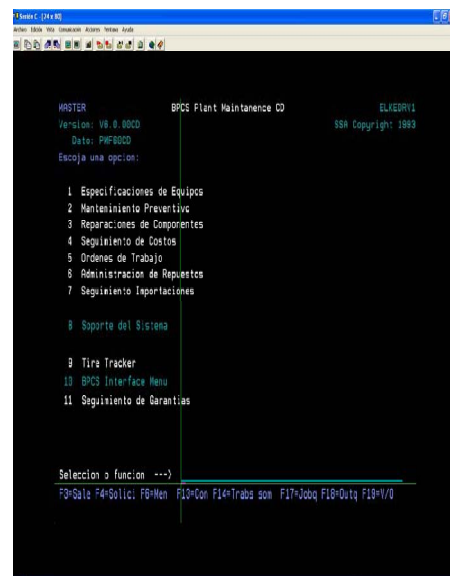 Sesión C - [24 x 80]
Archivo Edición Vista Comunicación Acciones Ventana Ayuda
MASTER BPCS Plant Maintanence CD ELKEDRY1
Version: V6.0.00CD SSA Copyright 1983
Dato: PMF60CD
Escoja una opcion:
1 Especificaciones de Equipos
2 Mantenimiento Preventivo
3 Reparaciones de Componentes
4 Seguimiento de Costos
5 Ordenes de Trabajo
6 Administracion de Repuestos
7 Seguimiento Importaciones
8 Soporte del Sistema
9 Tire Tracker
10 BPCS Interface Menu
11 Seguimiento de Garantias
Seleccion o funcion --->
F3=Sale F4=Solici F6=Men F13=Con F14=Trabs som F17=Jobq F18=Outq F19=V/O